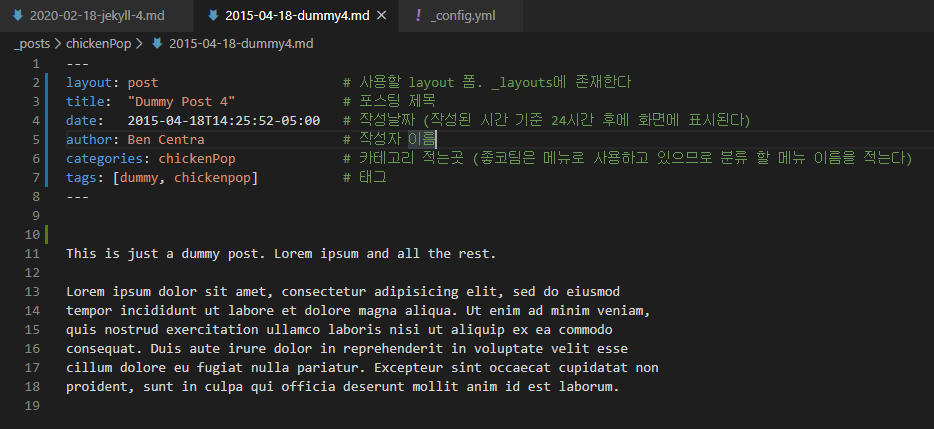 2020-02-18-jekyll-4.md 2015-04-18-dummy4.md × ! _config.yml
_posts > chickenPop > 2015-04-18-dummy4.md
1 ---
2 layout: post # 사용할 layout 폼. _layouts에 존재한다
3 title: "Dummy Post 4" # 포스팅 제목
4 date: 2015-04-18T14:25:52-05:00 # 작성날짜 (작성된 시간 기준 24시간 후에 화면에 표시된다)
5 author: Ben Centra # 작성자 이름
6 categories: chickenPop # 카테고리 적는곳 (종코팀은 메뉴로 사용하고 있으므로 분류 할 메뉴 이름을 적는다)
7 tags: [dummy, chickenpop] # 태그
8 ---
9
10
11 This is just a dummy post. Lorem ipsum and all the rest.
12
13 Lorem ipsum dolor sit amet, consectetur adipisicing elit, sed do eiusmod
14 tempor incididunt ut labore et dolore magna aliqua. Ut enim ad minim veniam,
15 quis nostrud exercitation ullamco laboris nisi ut aliquip ex ea commodo
16 consequat. Duis aute irure dolor in reprehenderit in voluptate velit esse
17 cillum dolore eu fugiat nulla pariatur. Excepteur sint occaecat cupidatat non
18 proident, sunt in culpa qui officia deserunt mollit anim id est laborum.
19